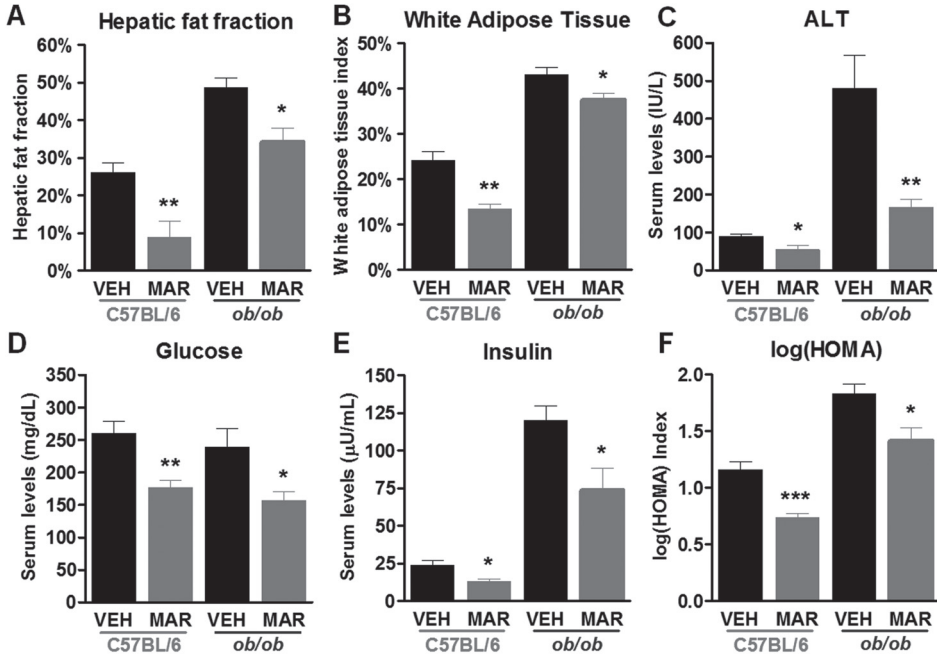 A
Hepatic fat fraction
Hepatic fat fraction
60%
50%
40%
30%
20%
10%
0%
**
*
VEH MAR VEH MAR
C57BL/6 ob/ob
B
White Adipose Tissue
White adipose tissue index
50%
40%
30%
20%
10%
0%
**
*
VEH MAR VEH MAR
C57BL/6 ob/ob
C
ALT
Serum levels (IU/L)
600
500
400
300
200
100
0
*
**
VEH MAR VEH MAR
C57BL/6 ob/ob
D
Glucose
Serum levels (mg/dL)
350
300
250
200
150
100
50
0
**
*
VEH MAR VEH MAR
C57BL/6 ob/ob
E
Insulin
Serum levels (μU/mL)
150
125
100
75
50
25
0
*
*
VEH MAR VEH MAR
C57BL/6 ob/ob
F
log(HOMA)
log(HOMA) Index
2.0
1.5
1.0
0.5
0.0
***
*
VEH MAR VEH MAR
C57BL/6 ob/ob